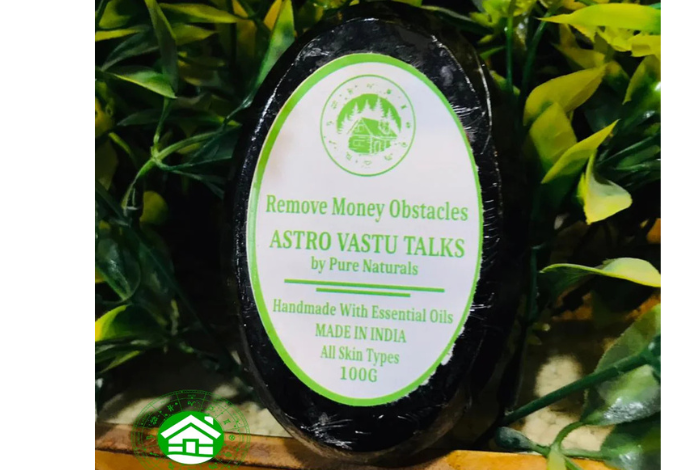 Remove Money Obstacles
ASTRO VASTU TALKS
by Pure Naturals
Handmade With Essential Oils
MADE IN INDIA
All Skin Types
100G